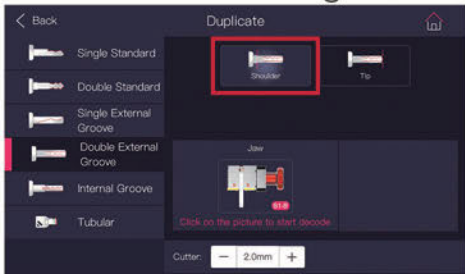 Back
Duplicate
Single Standard
Double Standard
Single External
Groove
Double External
Groove
Internal Groove
Tubular
Shoulder
Tip
Jaw
S1-B
Click on the picture to start decode
Cutter:
− 2.0mm +